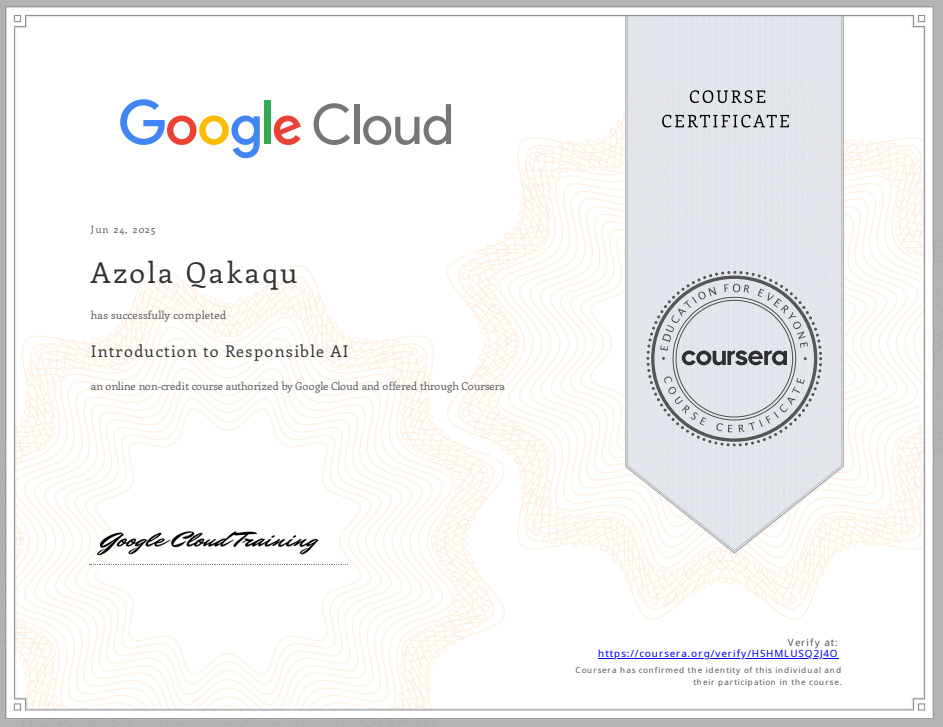 Google Cloud
COURSE
CERTIFICATE
Jun 24, 2025
Azola Qakaqu
has successfully completed
Introduction to Responsible AI
an online non-credit course authorized by Google Cloud and offered through Coursera
• EDUCATION FOR EVERYONE •
coursera
COURSE CERTIFICATE
Google Cloud Training
Verify at:
https://coursera.org/verify/HSHMLUSQ2J4O
Coursera has confirmed the identity of this individual and
their participation in the course.